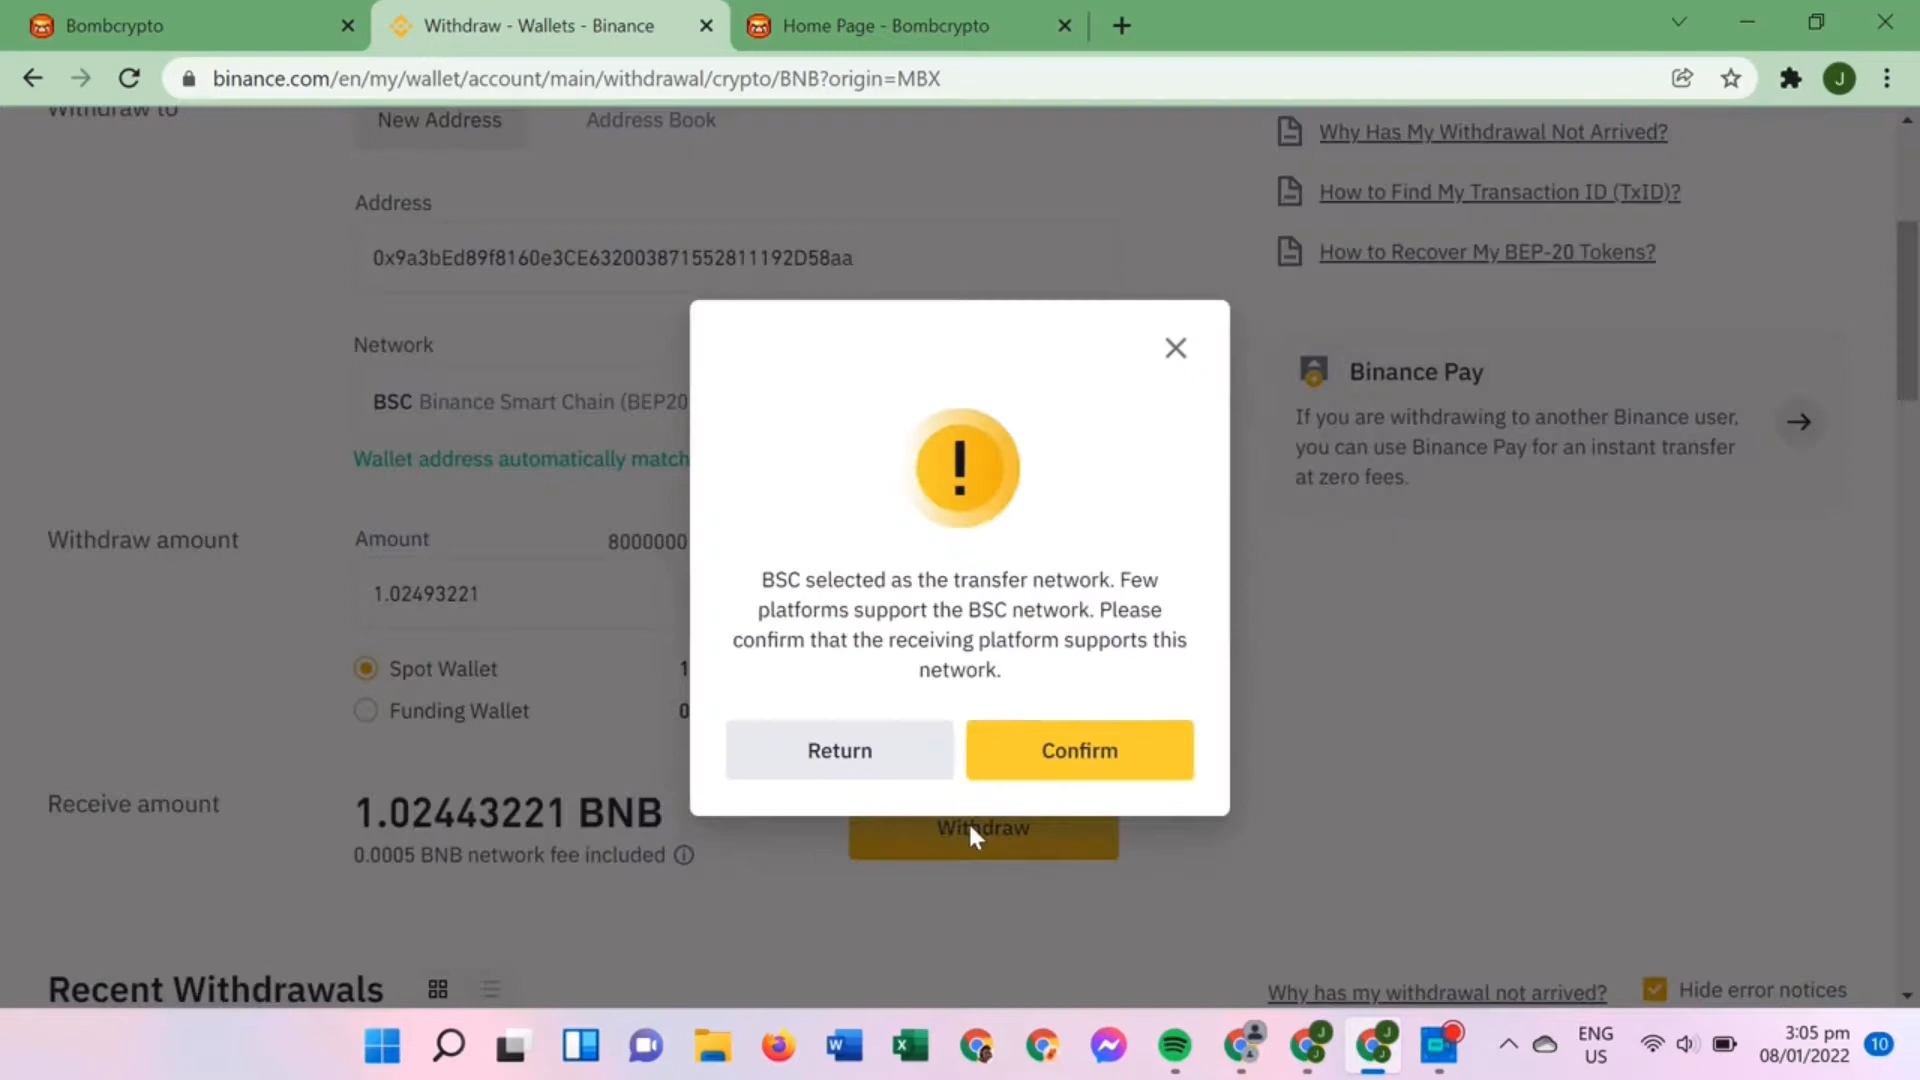 Bombcrypto
Withdraw - Wallets - Binance
Home Page - Bombcrypto
binance.com/en/my/wallet/account/main/withdrawal/crypto/BNB?origin=MBX
J
Withdraw to
New Address
Address Book
Why Has My Withdrawal Not Arrived?
How to Find My Transaction ID (TxID)?
How to Recover My BEP-20 Tokens?
Address
0x9a3bEd89f8160e3CE632003871552811192D58aa
Network
BSC Binance Smart Chain (BEP20
Wallet address automatically match
Binance Pay
If you are withdrawing to another Binance user,
you can use Binance Pay for an instant transfer
at zero fees.
Withdraw amount
Amount
8000000
1.02493221
Spot Wallet
1
Funding Wallet
0
BSC selected as the transfer network. Few
platforms support the BSC network. Please
confirm that the receiving platform supports this
network.
Return
Confirm
Receive amount
1.02443221 BNB
0.0005 BNB network fee included
Withdraw
Recent Withdrawals
Why has my withdrawal not arrived?
Hide error notices
ENG
US
3:05 pm
08/01/2022
10